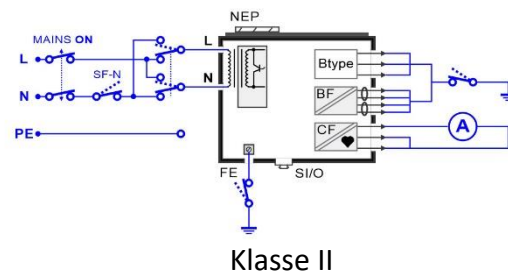 NEP
MAINS ON
L
L
SF-N
N
N
PE
Btype
BF
CF
A
FE
SI/O
Klasse II